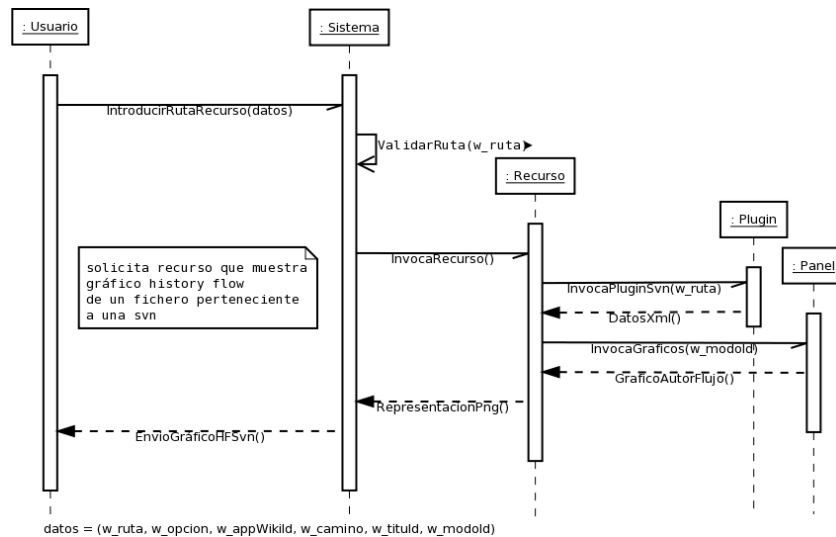 : Usuario
: Sistema
IntroducirRutaRecurso(datos)
ValidarRuta(w_ruta)
: Recurso
: Plugin
InvocaRecurso()
: Panel
solicita recurso que muestra
gráfico history flow
de un fichero perteneciente
a una svn
InvocaPluginSvn(w_ruta)
DatosXml()
InvocaGraficos(w_modoId)
GraficoAutorFlujo()
RepresentacionPng()
EnvioGráficoHFSvn()
datos = (w_ruta, w_opcion, w_appWikiId, w_camino, w_tituId, w_modoId)